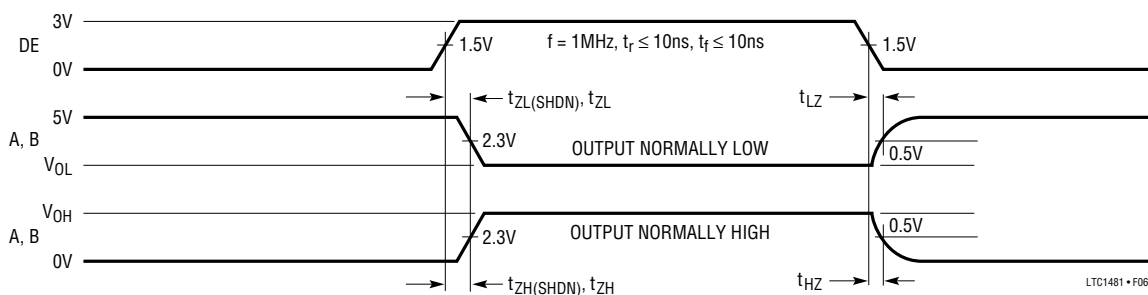 3V
DE
1.5V
f = 1MHz, tr ≤ 10ns, tf ≤ 10ns
1.5V
0V
tZL(SHDN), tZL
tLZ
5V
A, B
2.3V
OUTPUT NORMALLY LOW
0.5V
VOL
VOH
A, B
2.3V
OUTPUT NORMALLY HIGH
0.5V
0V
tZH(SHDN), tZH
tHZ
LTC1481 • F06